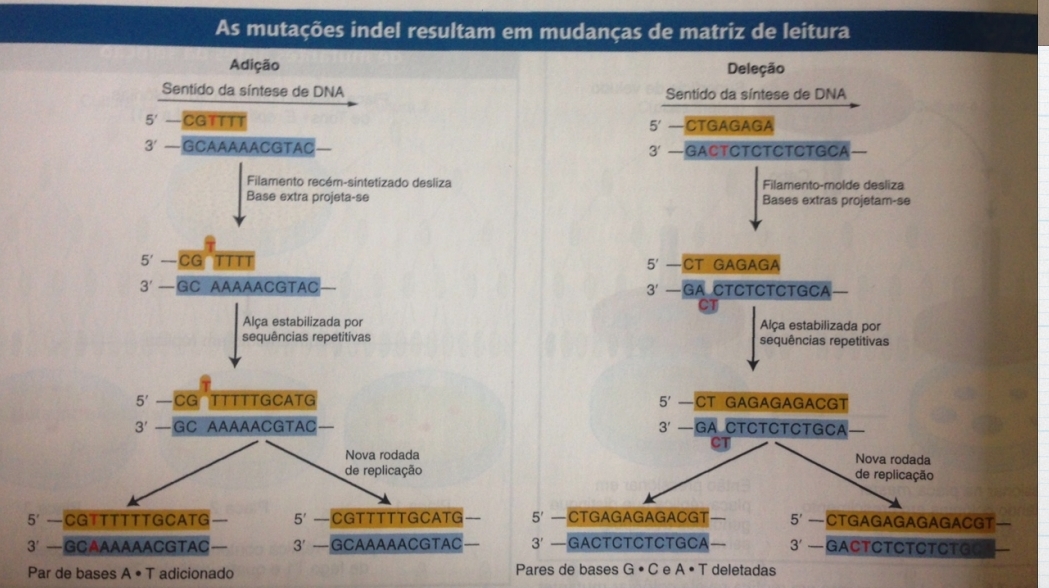 As mutações indel resultam em mudanças de matriz de leitura
Adição
Sentido da síntese de DNA
5′ CGTTTT
3′ GCAAAAACGTAC
Filamento recém-sintetizado desliza
Base extra projeta-se
T
5′ CG TTTT
3′ GC AAAAACGTAC
Alça estabilizada por
sequências repetitivas
T
5′ CG TTTTTGCATG
3′ GC AAAAACGTAC
Nova rodada
de replicação
5′ CGTTTTTTGCATG
3′ GCAAAAAACGTAC
Par de bases A • T adicionado
5′ CGTTTTTGCATG
3′ GCAAAAACGTAC
Deleção
Sentido da síntese de DNA
5′ CTGAGAGA
3′ GACTCTCTCTCTGCA
Filamento-molde desliza
Bases extras projetam-se
5′ CT GAGAGA
3′ GA CTCTCTCTGCA
CT
Alça estabilizada por
sequências repetitivas
5′ CT GAGAGAGACGT
3′ GA CTCTCTCTGCA
CT
Nova rodada
de replicação
5′ CTGAGAGAGACGT
3′ GACTCTCTCTGCA
Pares de bases G • C e A • T deletadas
5′ CTGAGAGAGAGACGT
3′ GACTCTCTCTCTG